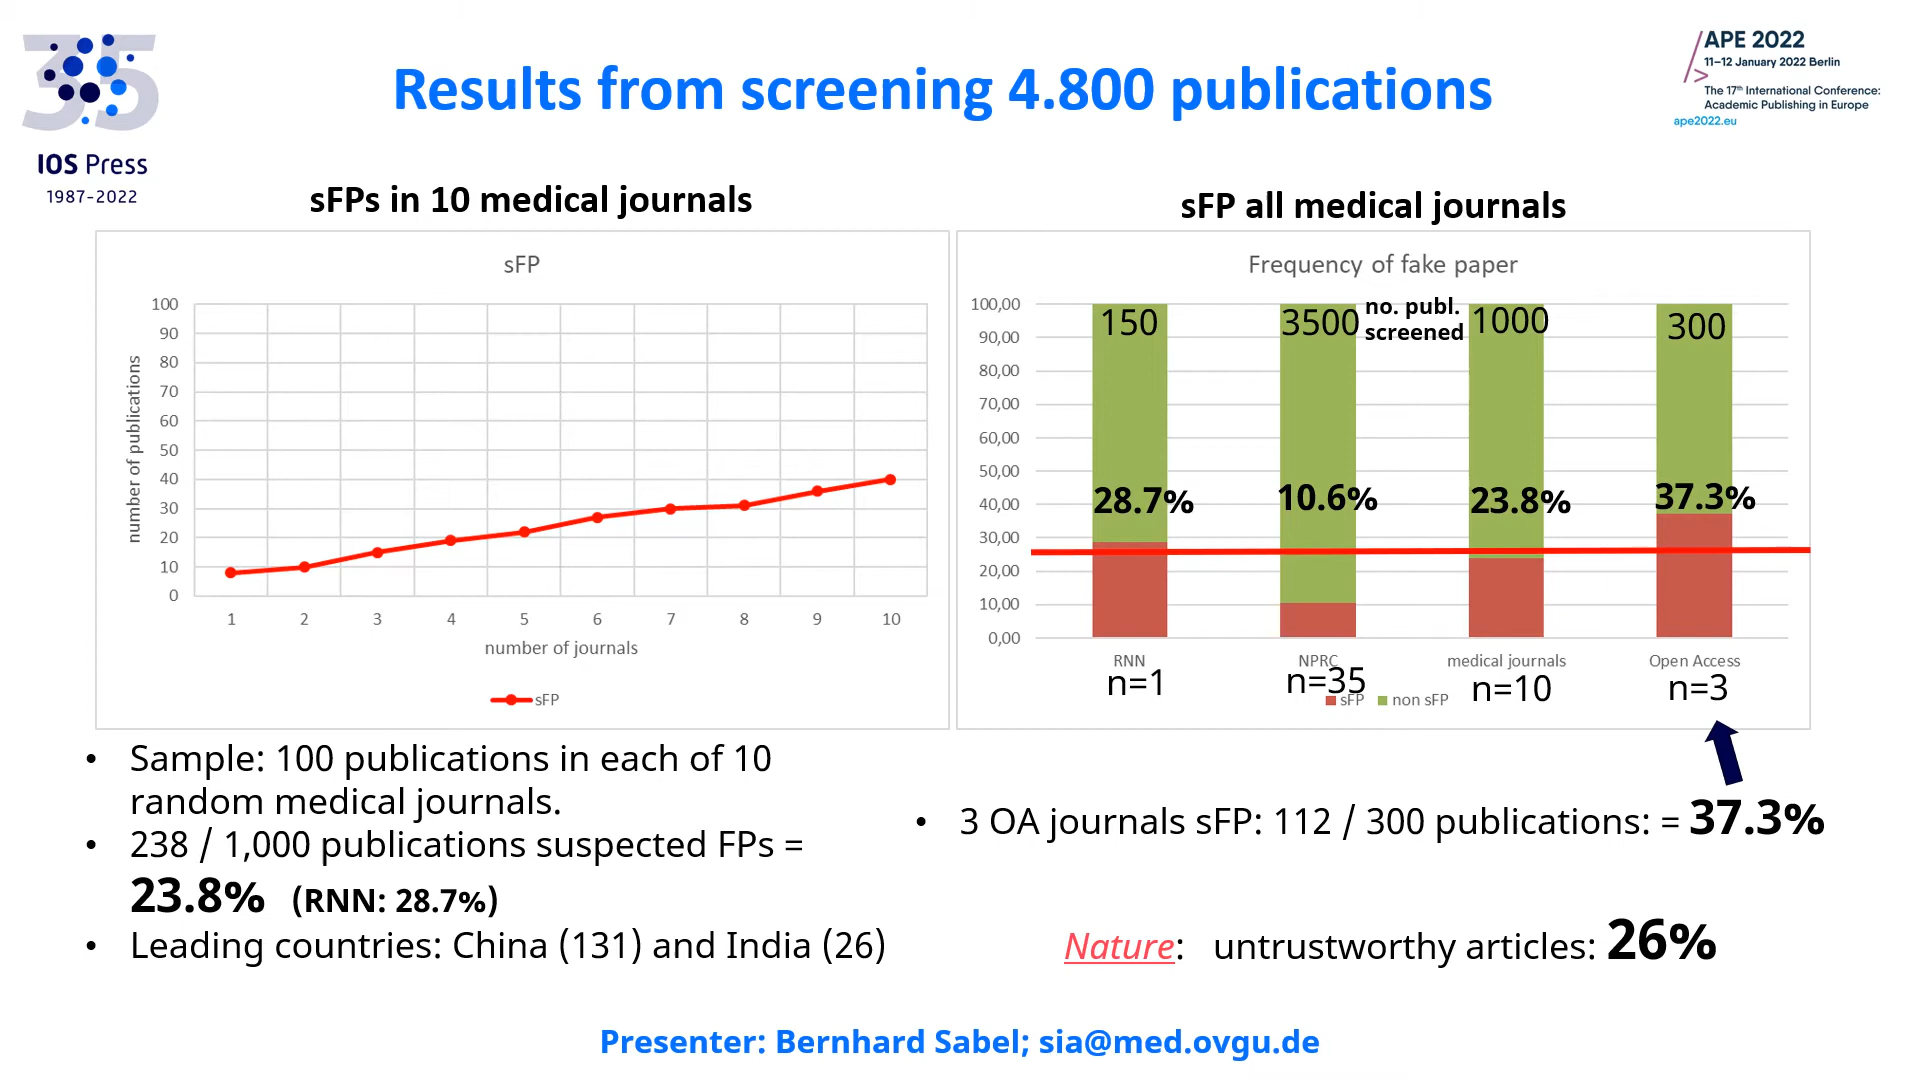 35
IOS Press
1987-2022
Results from screening 4.800 publications
APE 2022
11–12 January 2022 Berlin
The 17th International Conference:
Academic Publishing in Europe
ape2022.eu
sFPs in 10 medical journals
sFP
100
90
80
70
60
50
40
30
20
10
0
number of publications
1 2 3 4 5 6 7 8 9 10
number of journals
sFP
sFP all medical journals
Frequency of fake paper
100,00
90,00
80,00
70,00
60,00
50,00
40,00
30,00
20,00
10,00
0,00
150 3500 no. publ. screened 1000 300
28.7% 10.6% 23.8% 37.3%
RNN NPRC medical journals Open Access
n=1 n=35 n=10 n=3
sFP non sFP
• Sample: 100 publications in each of 10
random medical journals.
• 238 / 1,000 publications suspected FPs =
23.8% (RNN: 28.7%)
• Leading countries: China (131) and India (26)
• 3 OA journals sFP: 112 / 300 publications: = 37.3%
Nature: untrustworthy articles: 26%
Presenter: Bernhard Sabel; sia@med.ovgu.de